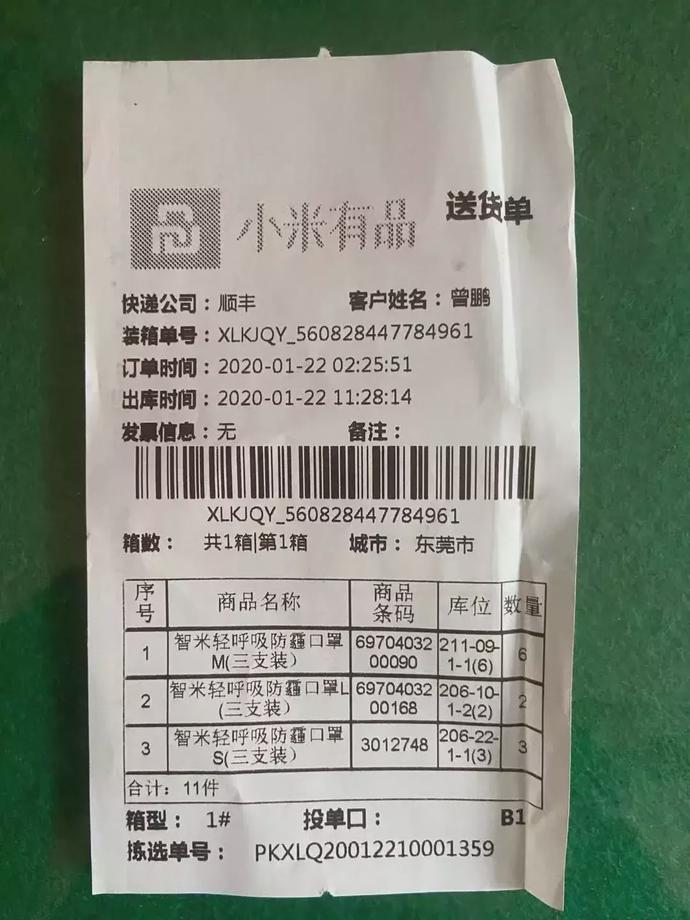 小米有品 送货单
快递公司：顺丰 客户姓名：曾鹏
装箱单号：XLKJQY_560828447784961
订单时间：2020-01-22 02:25:51
出库时间：2020-01-22 11:28:14
发票信息：无 备注：
XLKJQY_560828447784961
箱数： 共1箱|第1箱 城市： 东莞市
序号 商品名称 商品条码 库位 数量
1 智米轻呼吸防霾口罩M(三支装） 6970403200090 211-09-1-1(6) 6
2 智米轻呼吸防霾口罩L(三支装） 6970403200168 206-10-1-2(2) 2
3 智米轻呼吸防霾口罩S(三支装） 3012748 206-22-1-1(3) 3
合计：11件
箱型： 1# 投单口： B1
拣选单号： PKXLQ20012210001359